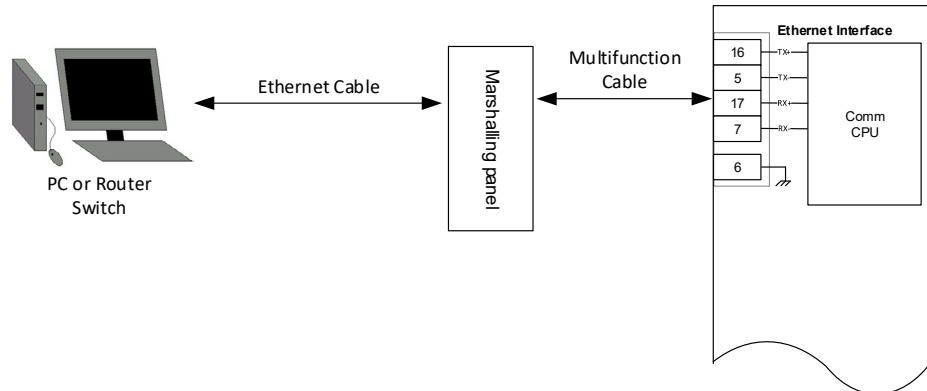 Ethernet Interface
16 TX+
5 TX-
17 RX+
7 RX-
6
Comm
CPU
Multifunction
Cable
Marshalling panel
Ethernet Cable
PC or Router
Switch